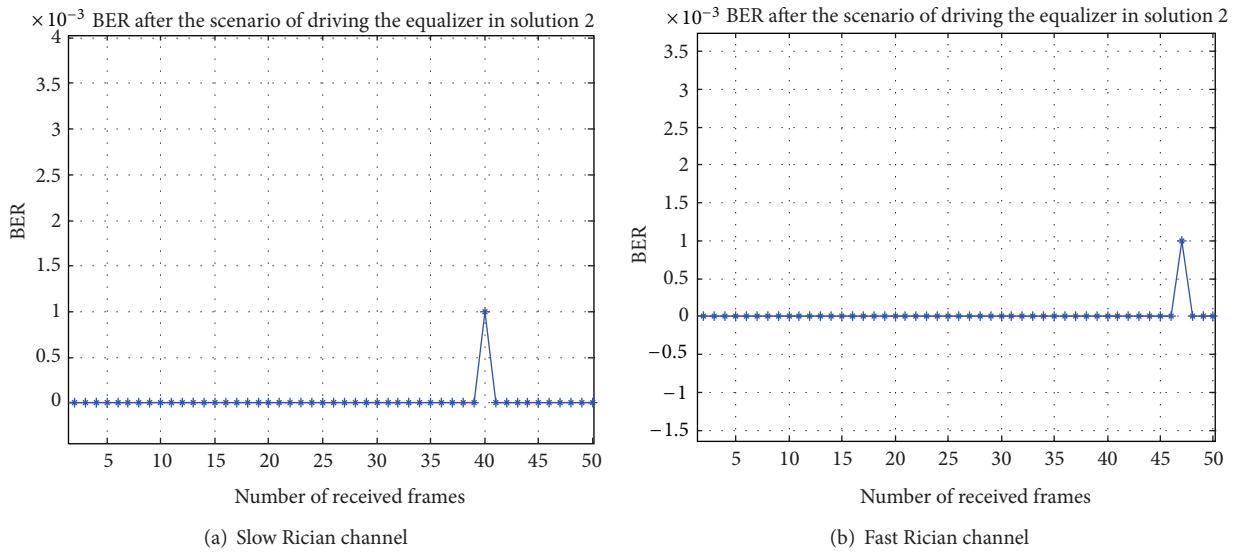 ×10⁻³ BER after the scenario of driving the equalizer in solution 2
4
3.5
3
2.5
2
1.5
1
0.5
0
BER
5 10 15 20 25 30 35 40 45 50
Number of received frames
(a) Slow Rician channel
×10⁻³ BER after the scenario of driving the equalizer in solution 2
3.5
3
2.5
2
1.5
1
0.5
0
−0.5
−1
−1.5
BER
5 10 15 20 25 30 35 40 45 50
Number of received frames
(b) Fast Rician channel